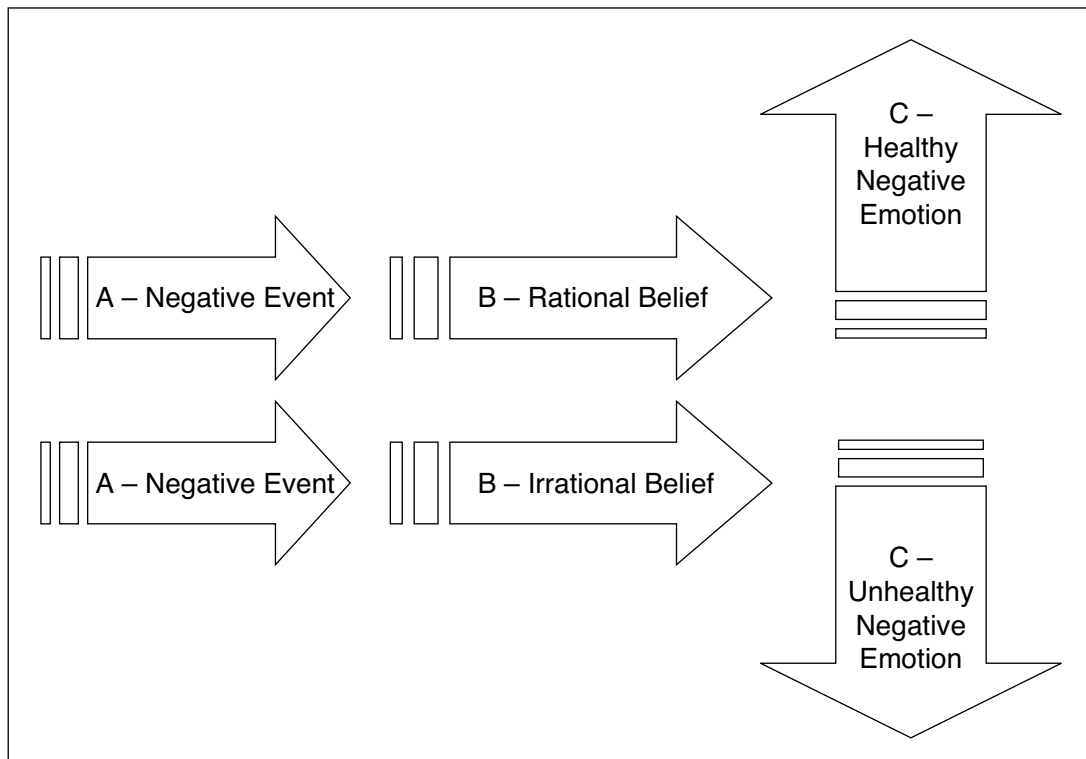 A – Negative Event
B – Rational Belief
C –
Healthy
Negative
Emotion
A – Negative Event
B – Irrational Belief
C –
Unhealthy
Negative
Emotion